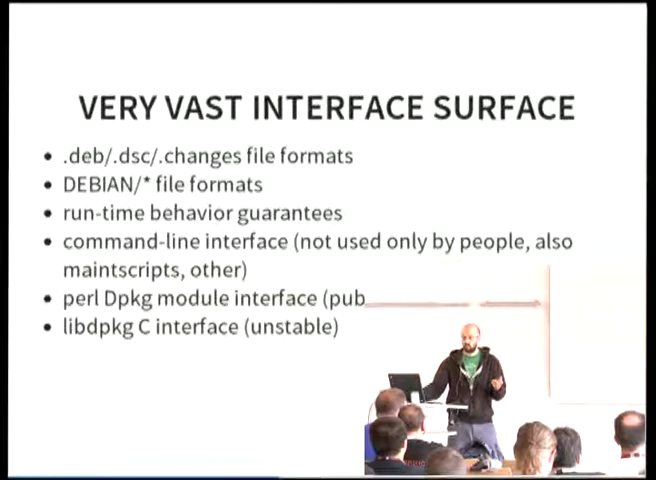 VERY VAST INTERFACE SURFACE
• .deb/.dsc/.changes file formats
• DEBIAN/* file formats
• run-time behavior guarantees
• command-line interface (not used only by people, also
maintscripts, other)
• perl Dpkg module interface (pub
• libdpkg C interface (unstable)